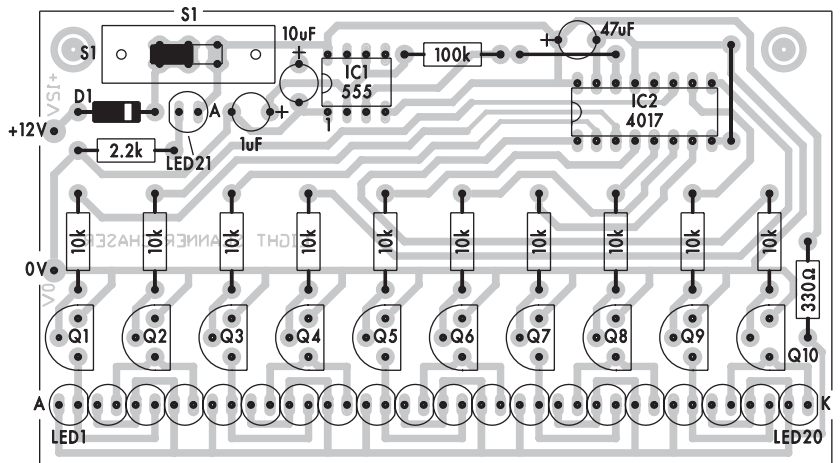 S1
S1
10uF
+
47uF
+
IC1
555
100k
1
IC2
4017
D1
A
+
1uF
+12V
2.2k
LED21
10k
10k
10k
10k
10k
10k
10k
10k
10k
10k
0V
330Ω
Q1
Q2
Q3
Q4
Q5
Q6
Q7
Q8
Q9
Q10
A
K
LED1
LED20